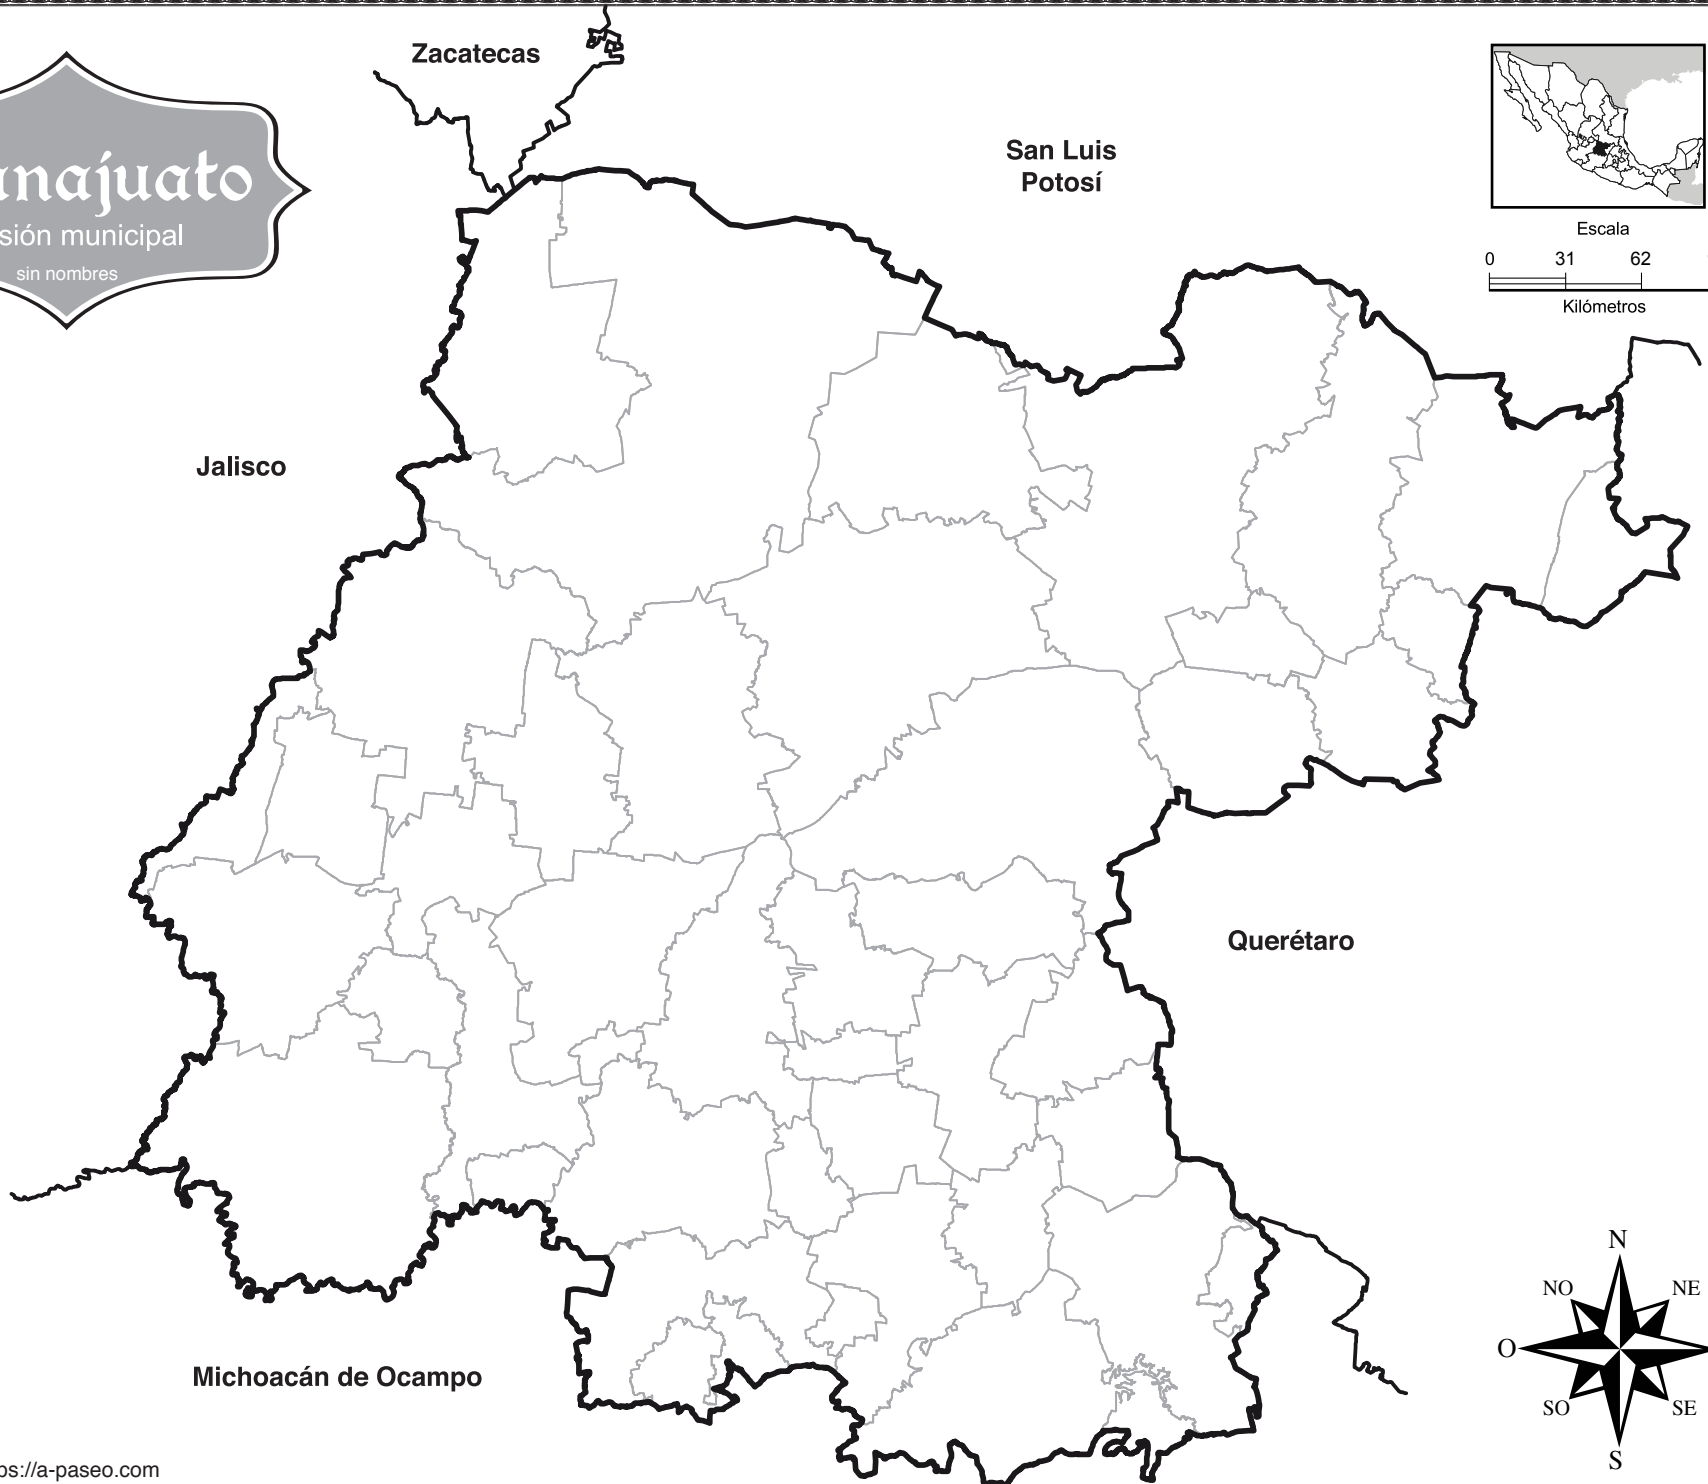 Zacatecas
San Luis
Potosí
najuato
sión municipal
sin nombres
Escala
0 31 62
Kilómetros
Jalisco
Querétaro
Michoacán de Ocampo
N
NO NE
O
SO SE
S
ps://a-paseo.com